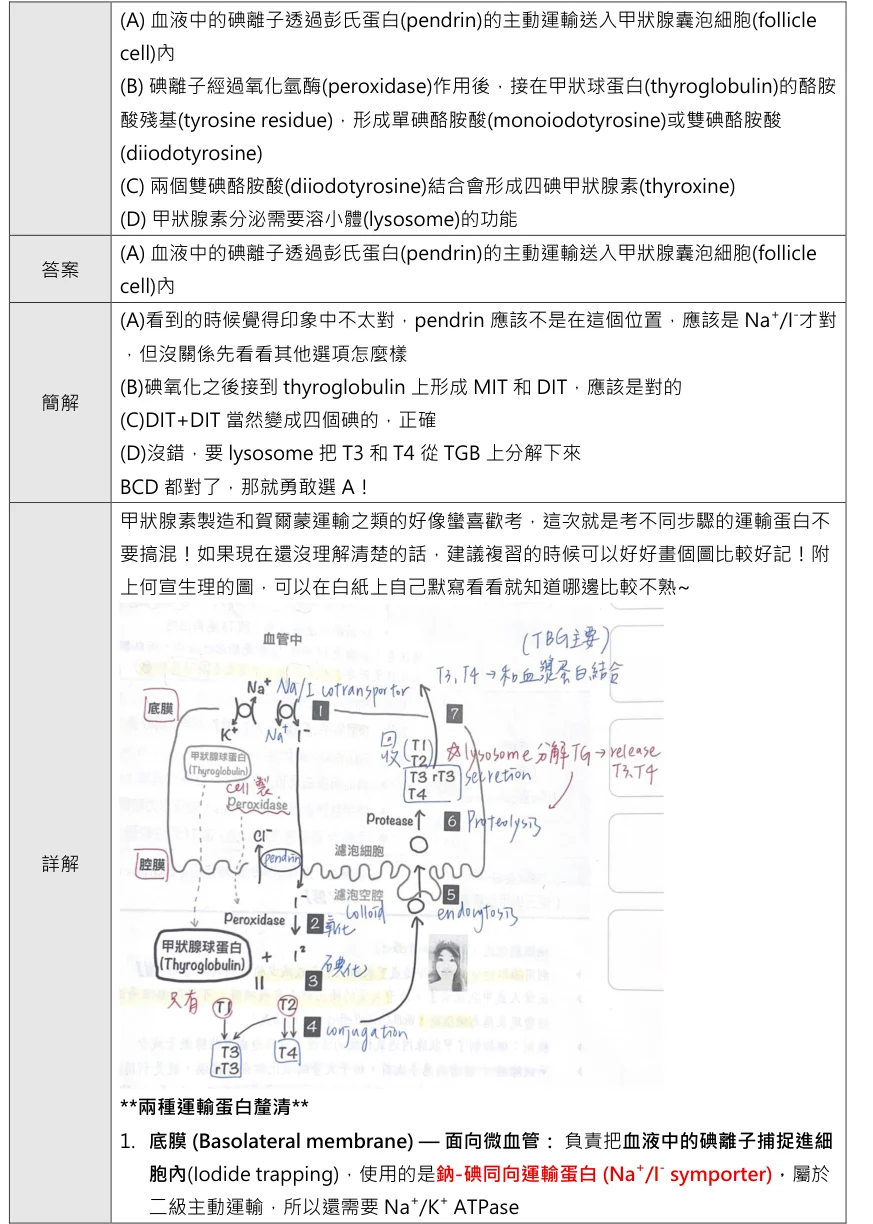 (A) 血液中的碘離子透過彭氏蛋白(pendrin)的主動運輸送入甲狀腺囊泡細胞(follicle
cell)內
(B) 碘離子經過氧化氫酶(peroxidase)作用後，接在甲狀球蛋白(thyroglobulin)的酪胺
酸殘基(tyrosine residue)，形成單碘酪胺酸(monoiodotyrosine)或雙碘酪胺酸
(diiodotyrosine)
(C) 兩個雙碘酪胺酸(diiodotyrosine)結合會形成四碘甲狀腺素(thyroxine)
(D) 甲狀腺素分泌需要溶小體(lysosome)的功能
答案
(A) 血液中的碘離子透過彭氏蛋白(pendrin)的主動運輸送入甲狀腺囊泡細胞(follicle
cell)內
簡解
(A)看到的時候覺得印象中不太對，pendrin 應該不是在這個位置，應該是 Na⁺/I⁻才對
，但沒關係先看看其他選項怎麼樣
(B)碘氧化之後接到 thyroglobulin 上形成 MIT 和 DIT，應該是對的
(C)DIT+DIT 當然變成四個碘的，正確
(D)沒錯，要 lysosome 把 T3 和 T4 從 TGB 上分解下來
BCD 都對了，那就勇敢選 A！
詳解
甲狀腺素製造和賀爾蒙運輸之類的好像蠻喜歡考，這次就是考不同步驟的運輸蛋白不
要搞混！如果現在還沒理解清楚的話，建議複習的時候可以好好畫個圖比較好記！附
上何宣生理的圖，可以在白紙上自己默寫看看就知道哪邊比較不熟~
血管中
(TBG主要)
T3,T4→和血漿蛋白結合
Na⁺ Na/I cotransportor
底膜
1
7
K⁺ Na⁺ I⁻
甲狀腺球蛋白
(Thyroglobulin)
cell 製
Peroxidase
回收
T1
T2
T3 rT3
T4
lysosome 分解TG→release
T3,T4
secretion
Protease
6 Proteolysis
Cl⁻
pendrin
濾泡細胞
腔膜
濾泡空腔
5
I⁻
colloid
endocytosis
Peroxidase
2 氧化
甲狀腺球蛋白
(Thyroglobulin)
+ I²
3 碘化
只有
T1
T2
4 conjugation
T3
rT3
T4
**兩種運輸蛋白釐清**
1. 底膜 (Basolateral membrane) — 面向微血管： 負責把血液中的碘離子捕捉進細
胞內(Iodide trapping)，使用的是鈉-碘同向運輸蛋白 (Na⁺/I⁻ symporter)，屬於
二級主動運輸，所以還需要 Na⁺/K⁺ ATPase